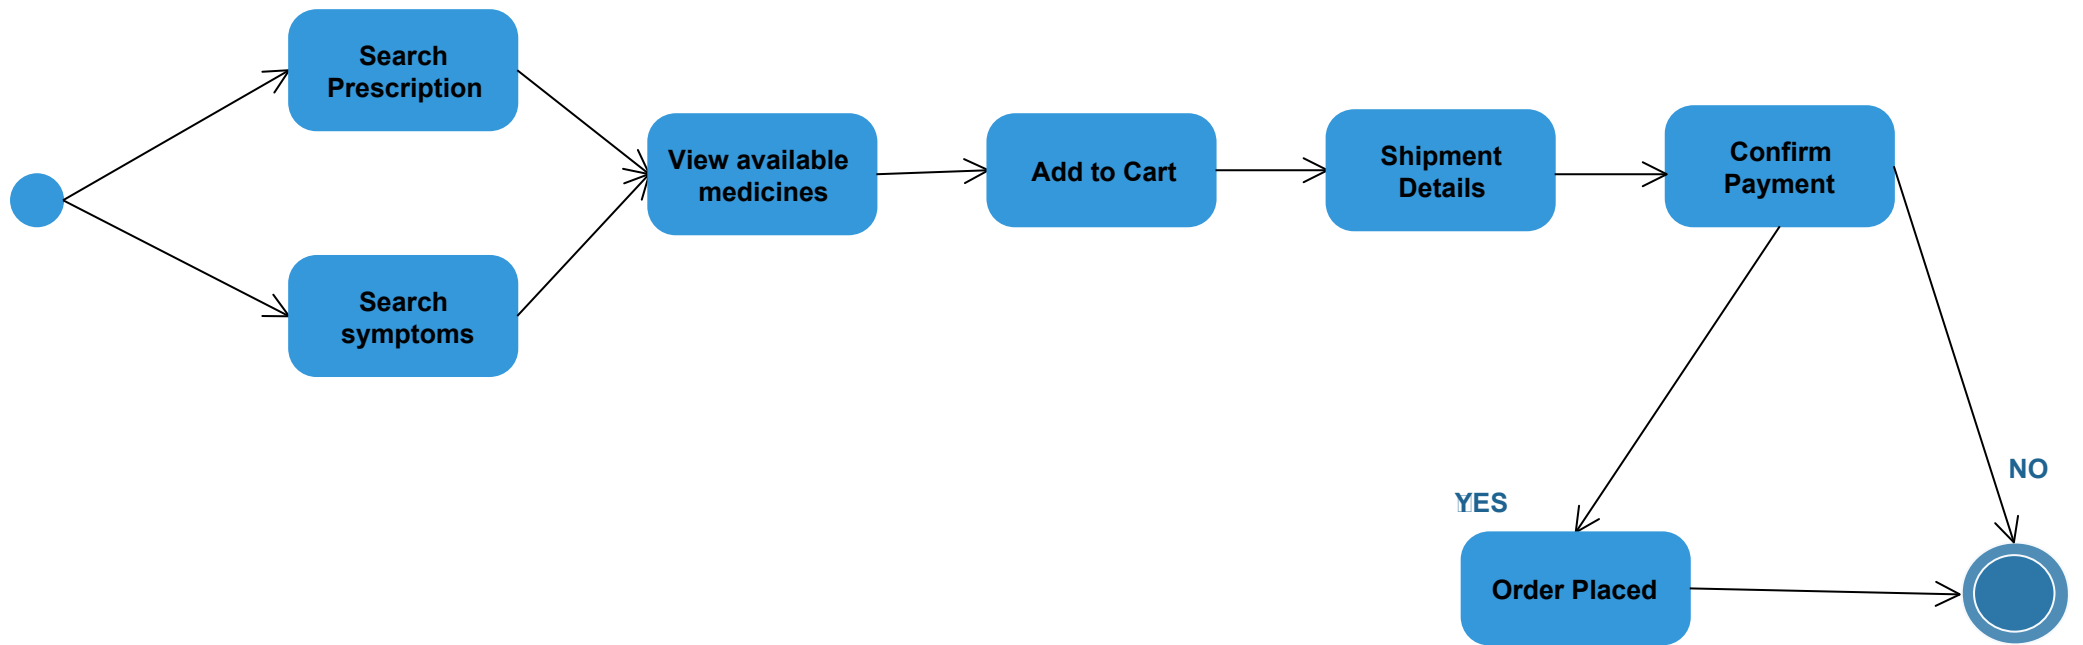 Search
Prescription
Search
symptoms
View available
medicines
Add to Cart
Shipment
Details
Confirm
Payment
YES
NO
Order Placed